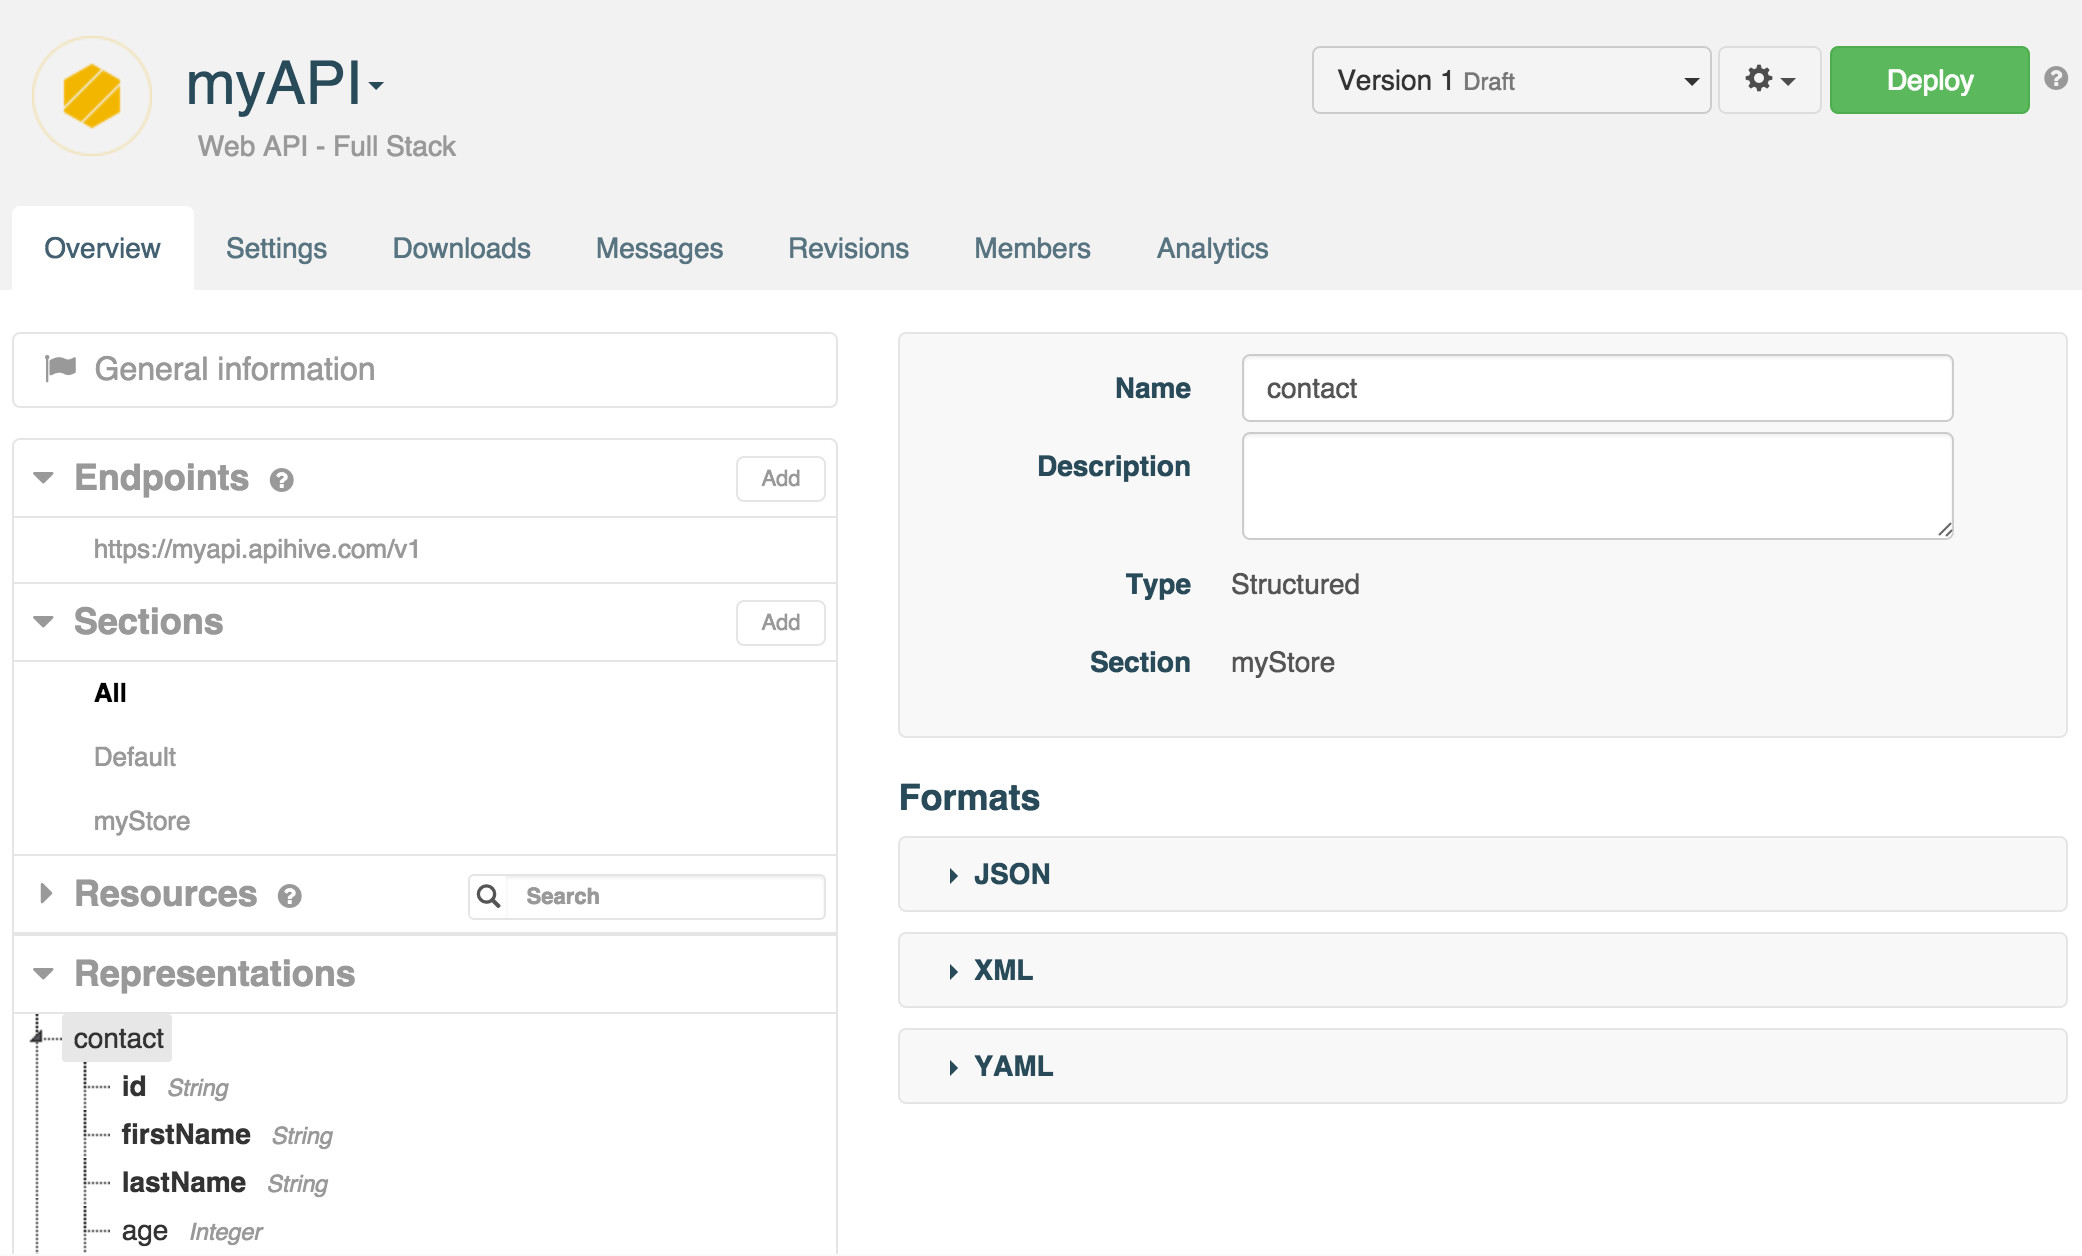 myAPI
Web API - Full Stack
Version 1 Draft
Deploy
Overview
Settings
Downloads
Messages
Revisions
Members
Analytics
General information
Endpoints
Add
https://myapi.apihive.com/v1
Sections
Add
All
Default
myStore
Resources
Search
Representations
contact
id String
firstName String
lastName String
age Integer
Name
contact
Description
Type
Structured
Section
myStore
Formats
JSON
XML
YAML